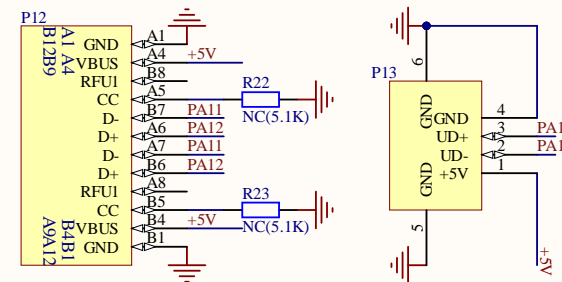 P12
A1 A4
B12B9
GND A1
VBUS A4 +5V
RFU1 B8
CC A5 R22 NC(5.1K)
D- B7 PA11
D+ A6 PA12
D- A7 PA11
D+ B6 PA12
RFU1 A8
CC B5 R23 NC(5.1K)
VBUS B4 +5V
GND B1
B4B1
A9A12
P13
6
GND
GND 4
UD+ 3 PA1
UD- 2 PA1
+5V 1
GND
5
+5V